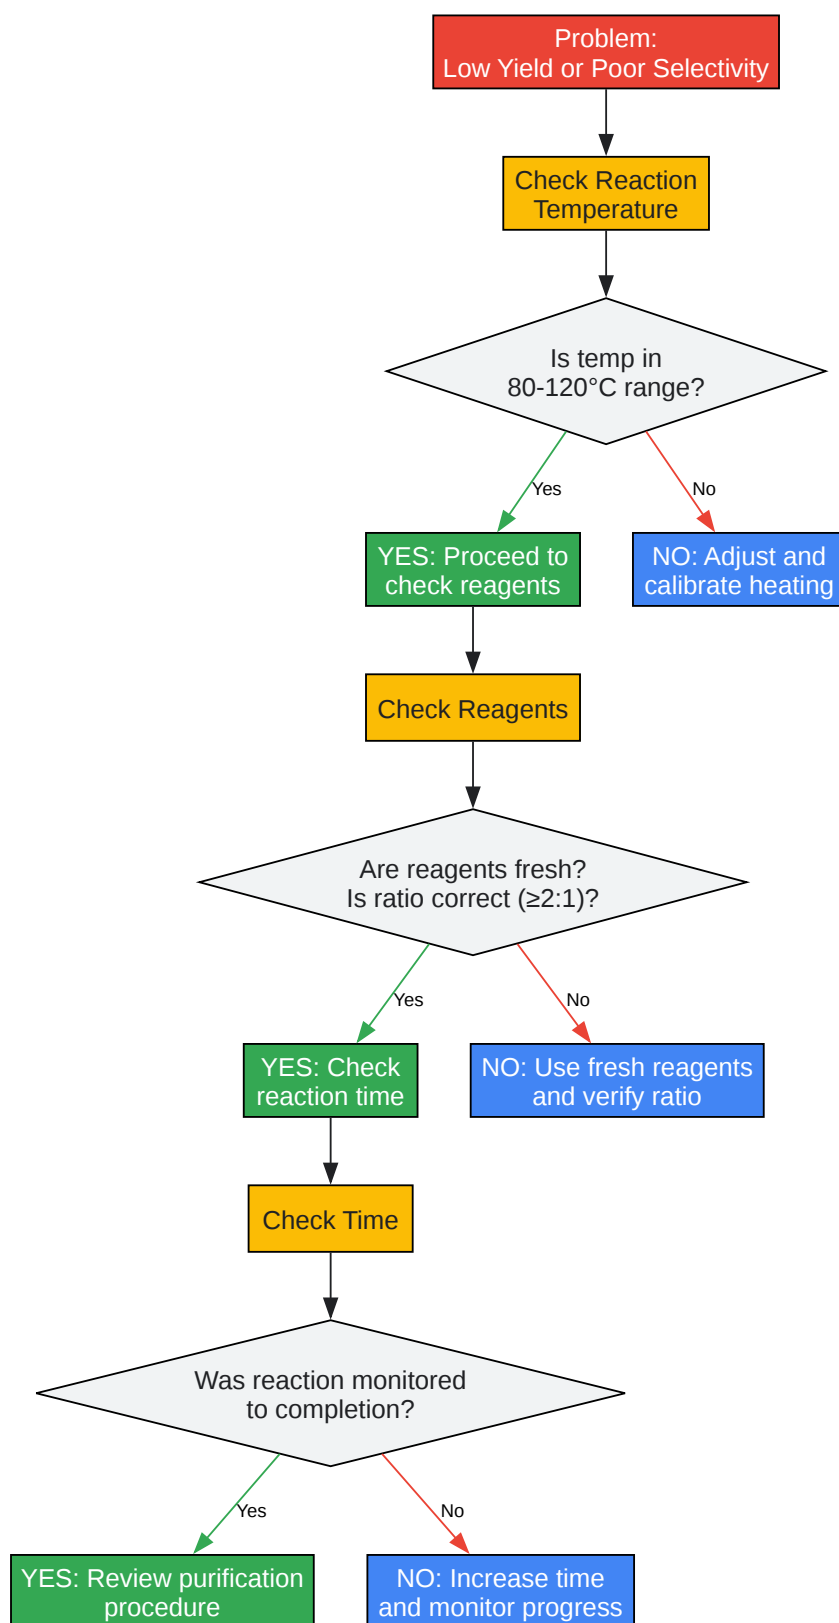 Problem:
Low Yield or Poor Selectivity
Check Reaction
Temperature
Is temp in
80-120°C range?
Yes
No
YES: Proceed to
check reagents
NO: Adjust and
calibrate heating
Check Reagents
Are reagents fresh?
Is ratio correct (≥2:1)?
Yes
No
YES: Check
reaction time
NO: Use fresh reagents
and verify ratio
Check Time
Was reaction monitored
to completion?
Yes
No
YES: Review purification
procedure
NO: Increase time
and monitor progress